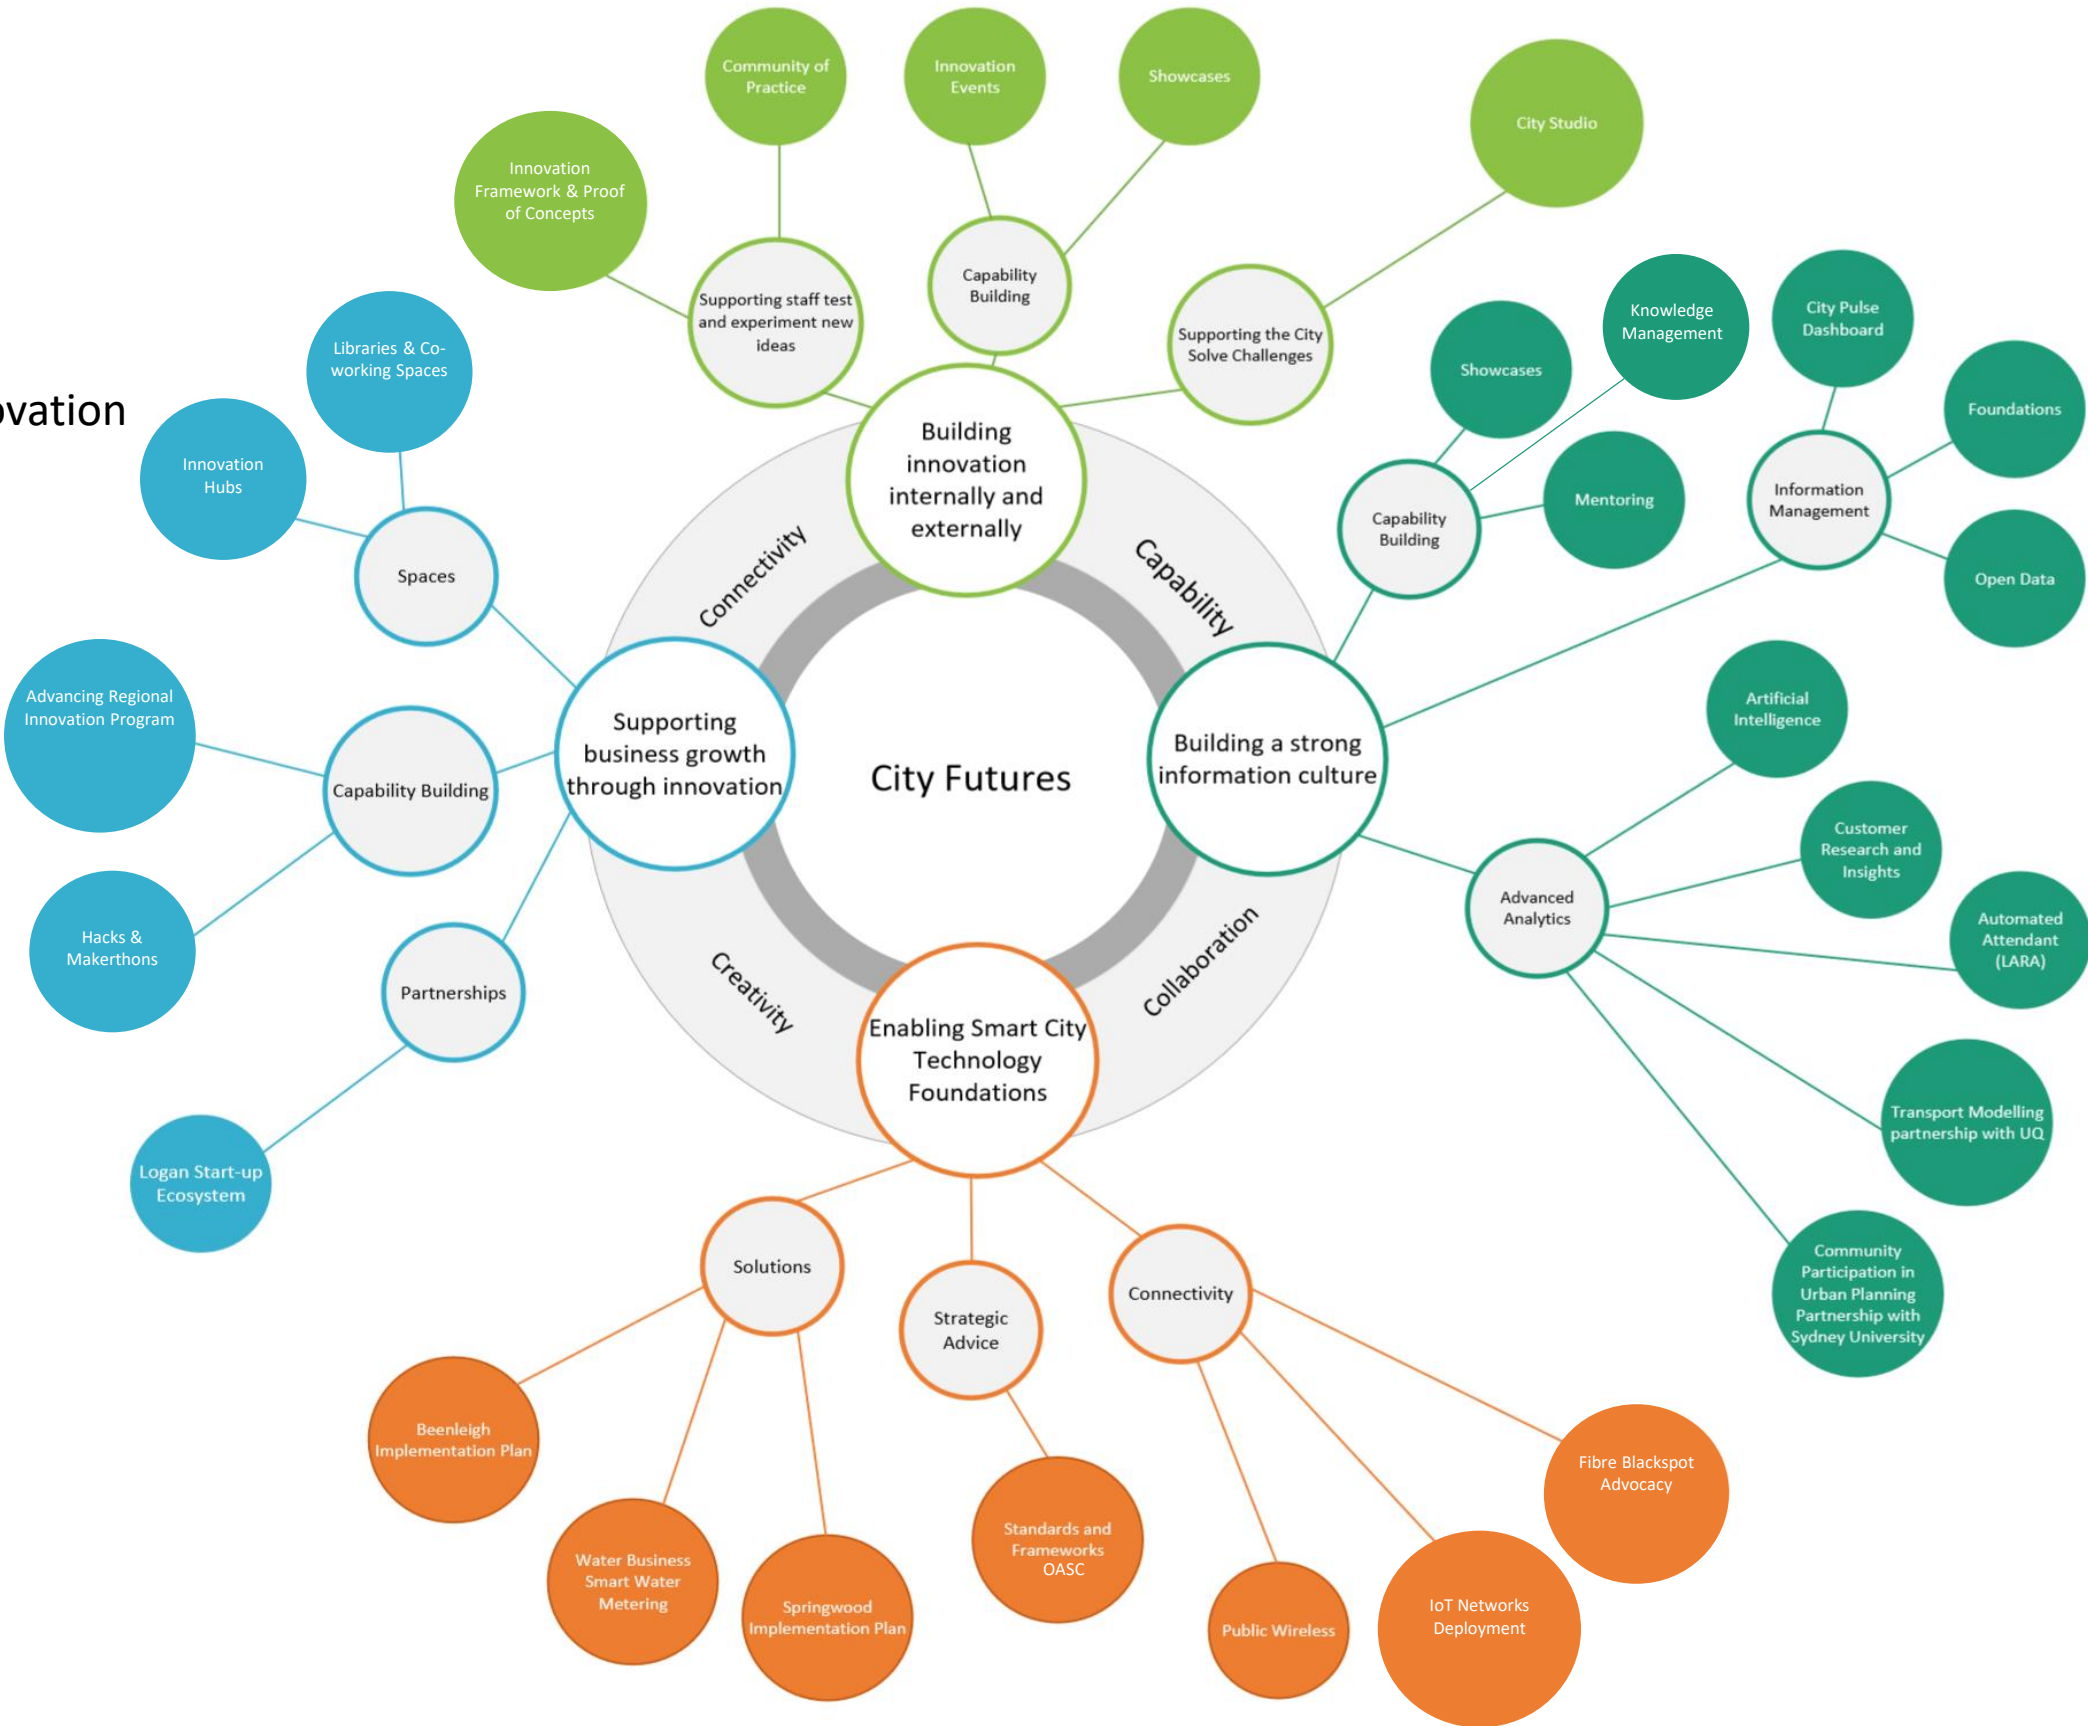 Community of
Practice
Innovation
Events
Showcases
City Studio
Innovation
Framework & Proof
of Concepts
Supporting staff test
and experiment new
ideas
Capability
Building
Supporting the City
Solve Challenges
Libraries & Co-
working Spaces
ovation
Innovation
Hubs
Spaces
Advancing Regional
Innovation Program
Capability Building
Hacks &
Makerthons
Partnerships
Logan Start-up
Ecosystem
Building
innovation
internally and
externally
Connectivity
Capability
Supporting
business growth
through innovation
City Futures
Building a strong
information culture
Creativity
Collaboration
Enabling Smart City
Technology
Foundations
Showcases
Knowledge
Management
Mentoring
Capability
Building
City Pulse
Dashboard
Foundations
Information
Management
Open Data
Artificial
Intelligence
Customer
Research and
Insights
Advanced
Analytics
Automated
Attendant
(LARA)
Transport Modelling
partnership with UQ
Community
Participation in
Urban Planning
Partnership with
Sydney University
Solutions
Strategic
Advice
Connectivity
Beenleigh
Implementation Plan
Water Business
Smart Water
Metering
Springwood
Implementation Plan
Standards and
Frameworks
OASC
Public Wireless
IoT Networks
Deployment
Fibre Blackspot
Advocacy